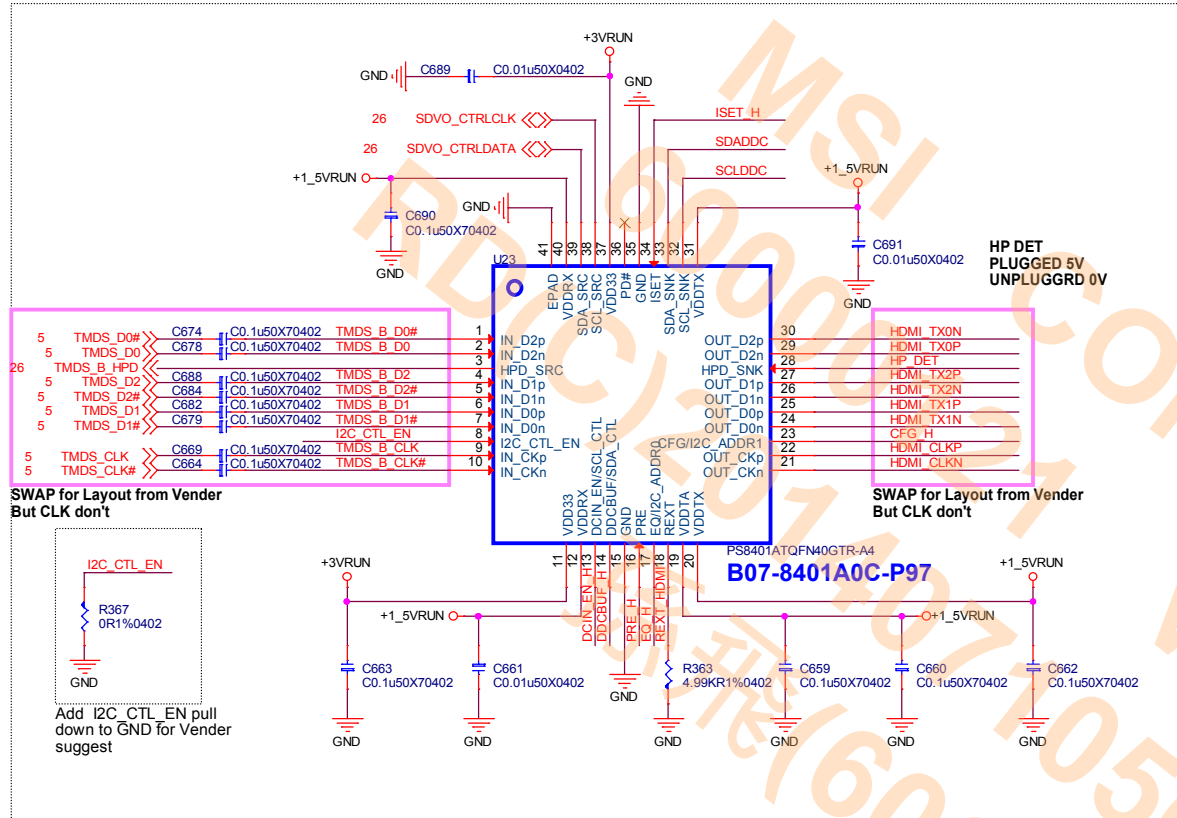 +3VRUN
GND
C689
C0.01u50X0402
GND
26
SDVO_CTRLCLK
ISET_H
26
SDVO_CTRLDATA
SDADDC
+1_5VRUN
SCLDDC
+1_5VRUN
GND
C690
C0.1u50X70402
GND
C691
C0.01u50X0402
GND
HP DET
PLUGGED 5V
UNPLUGGRD 0V
41
40
39
38
37
36
35
34
33
32
31
U23
EPAD
VDDRX
SDA_SRC
SCL_SRC
VDD33
PD#
GND
ISET
SDA_SNK
SCL_SNK
VDDTX
5 TMDS_D0# C674 C0.1u50X70402 TMDS_B_D0# 1 IN_D2p
5 TMDS_D0 C678 C0.1u50X70402 TMDS_B_D0 2 IN_D2n
26 TMDS_B_HPD 3 HPD_SRC
5 TMDS_D2 C688 C0.1u50X70402 TMDS_B_D2 4 IN_D1p
5 TMDS_D2# C684 C0.1u50X70402 TMDS_B_D2# 5 IN_D1n
5 TMDS_D1 C682 C0.1u50X70402 TMDS_B_D1 6 IN_D0p
5 TMDS_D1# C679 C0.1u50X70402 TMDS_B_D1# 7 IN_D0n
I2C_CTL_EN 8 I2C_CTL_EN
5 TMDS_CLK C669 C0.1u50X70402 TMDS_B_CLK 9 IN_CKp
5 TMDS_CLK# C664 C0.1u50X70402 TMDS_B_CLK# 10 IN_CKn
OUT_D2p 30 HDMI_TX0N
OUT_D2n 29 HDMI_TX0P
HPD_SNK 28 HP_DET
OUT_D1p 27 HDMI_TX2P
OUT_D1n 26 HDMI_TX2N
OUT_D0p 25 HDMI_TX1P
OUT_D0n 24 HDMI_TX1N
CFG/I2C_ADDR1 23 CFG_H
OUT_CKp 22 HDMI_CLKP
OUT_CKn 21 HDMI_CLKN
SWAP for Layout from Vender
But CLK don't
SWAP for Layout from Vender
But CLK don't
VDD33
VDDRX
DCIN_EN/SCL_CTL
DDCBUF/SDA_CTL
GND
PRE
EQ/I2C_ADDR0
REXT
VDDTA
VDDTX
11
12
13
14
15
16
17
18
19
20
PS8401ATQFN40GTR-A4
B07-8401A0C-P97
DCIN_EN_H
DDCBUF_H
PRE_H
EQ_H
REXT_HDMI
I2C_CTL_EN
R367
0R1%0402
GND
Add I2C_CTL_EN pull
down to GND for Vender
suggest
+3VRUN
+1_5VRUN
+1_5VRUN
+1_5VRUN
C663
C0.1u50X70402
GND
C661
C0.01u50X0402
GND
GND
R363
4.99KR1%0402
GND
C659
C0.1u50X70402
GND
C660
C0.1u50X70402
GND
C662
C0.1u50X70402
GND
MSI